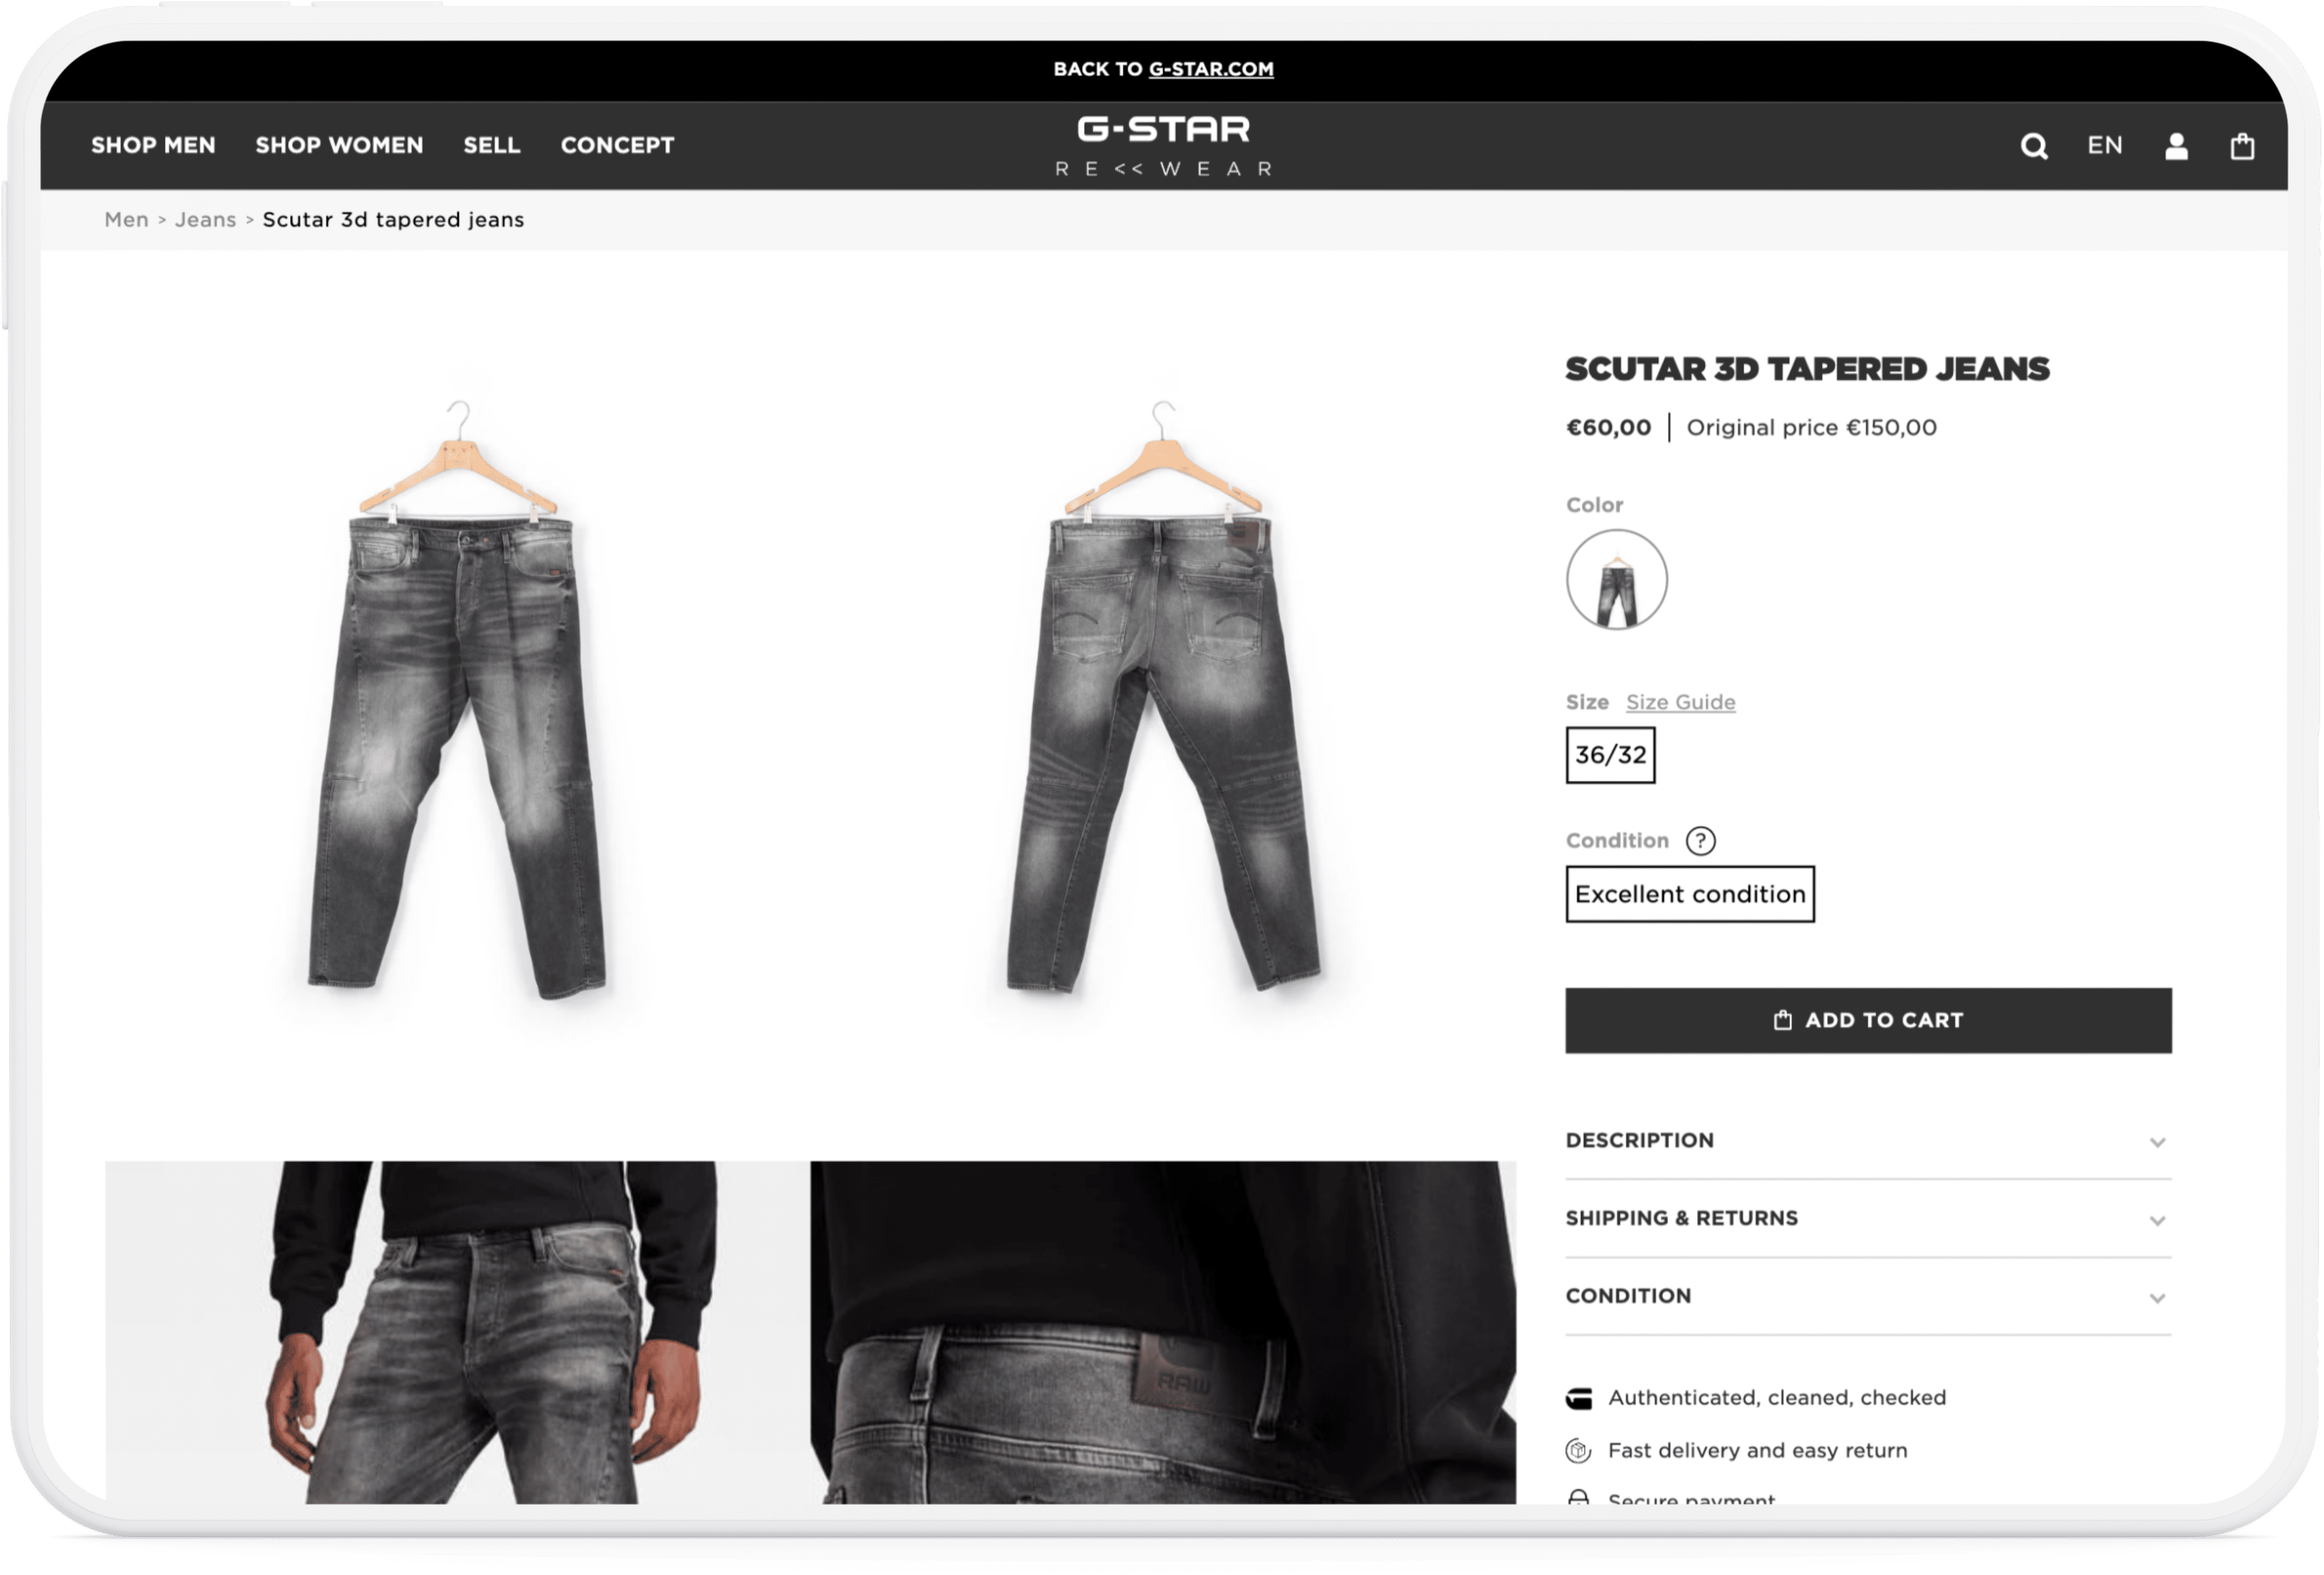 BACK TO G-STAR.COM
SHOP MEN SHOP WOMEN SELL CONCEPT
G-STAR
RE<<WEAR
EN
Men > Jeans > Scutar 3d tapered jeans
SCUTAR 3D TAPERED JEANS
€60,00 | Original price €150,00
Color
Size Size Guide
36/32
Condition ?
Excellent condition
ADD TO CART
DESCRIPTION
SHIPPING & RETURNS
CONDITION
RAW
Authenticated, cleaned, checked
Fast delivery and easy return
Secure payment